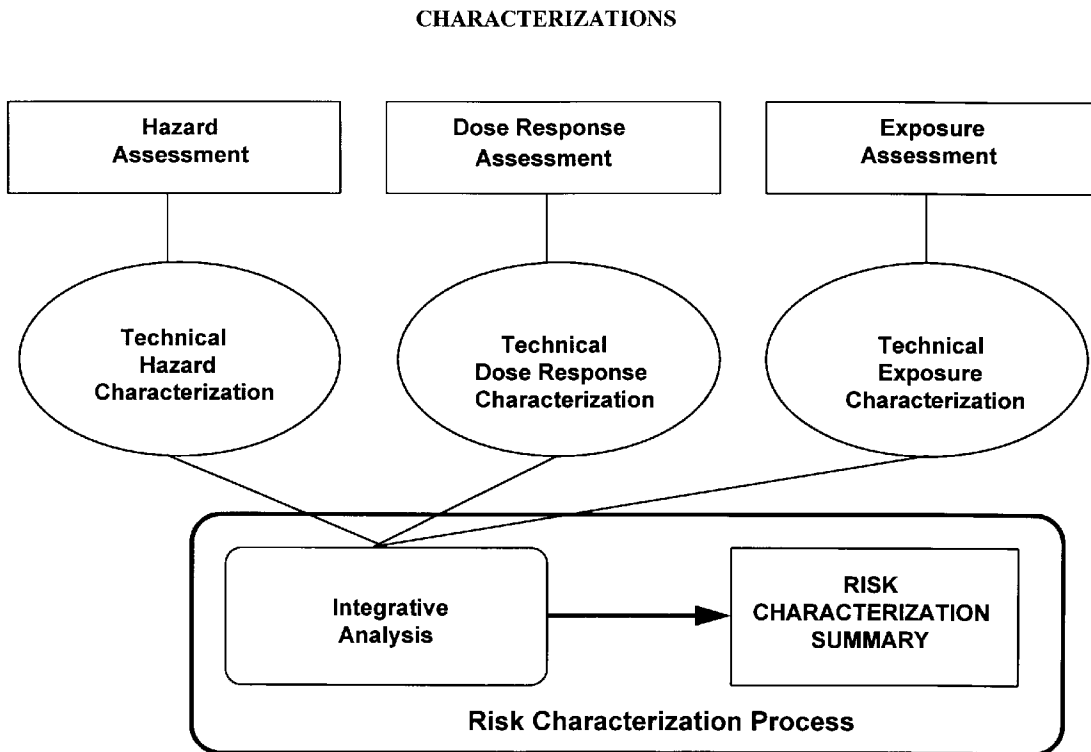 CHARACTERIZATIONS
Hazard
Assessment
Dose Response
Assessment
Exposure
Assessment
Technical
Hazard
Characterization
Technical
Dose Response
Characterization
Technical
Exposure
Characterization
Integrative
Analysis
RISK
CHARACTERIZATION
SUMMARY
Risk Characterization Process